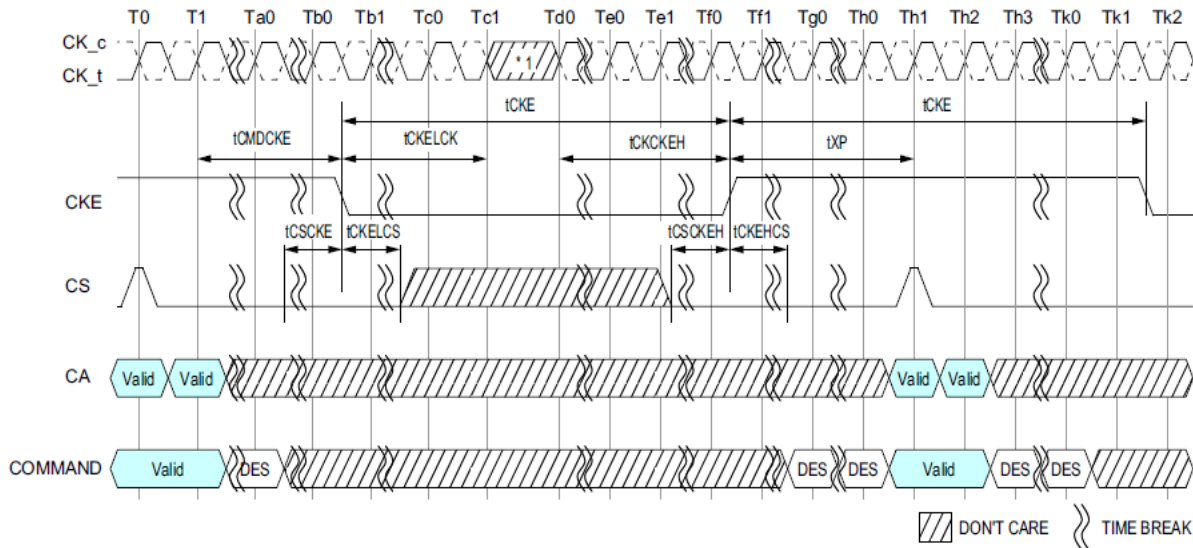 T0 T1 Ta0 Tb0 Tb1 Tc0 Tc1 Td0 Te0 Te1 Tf0 Tf1 Tg0 Th0 Th1 Th2 Th3 Tk0 Tk1 Tk2
CK_c
CK_t
* 1
tCKE tCKE
tCMDCKE tCKELCK tCKCKEH tXP
CKE
tCSCKE tCKELCS tCSCKEH tCKEHCS
CS
CA Valid Valid Valid Valid
COMMAND Valid DES DES DES Valid DES DES
DON'T CARE TIME BREAK